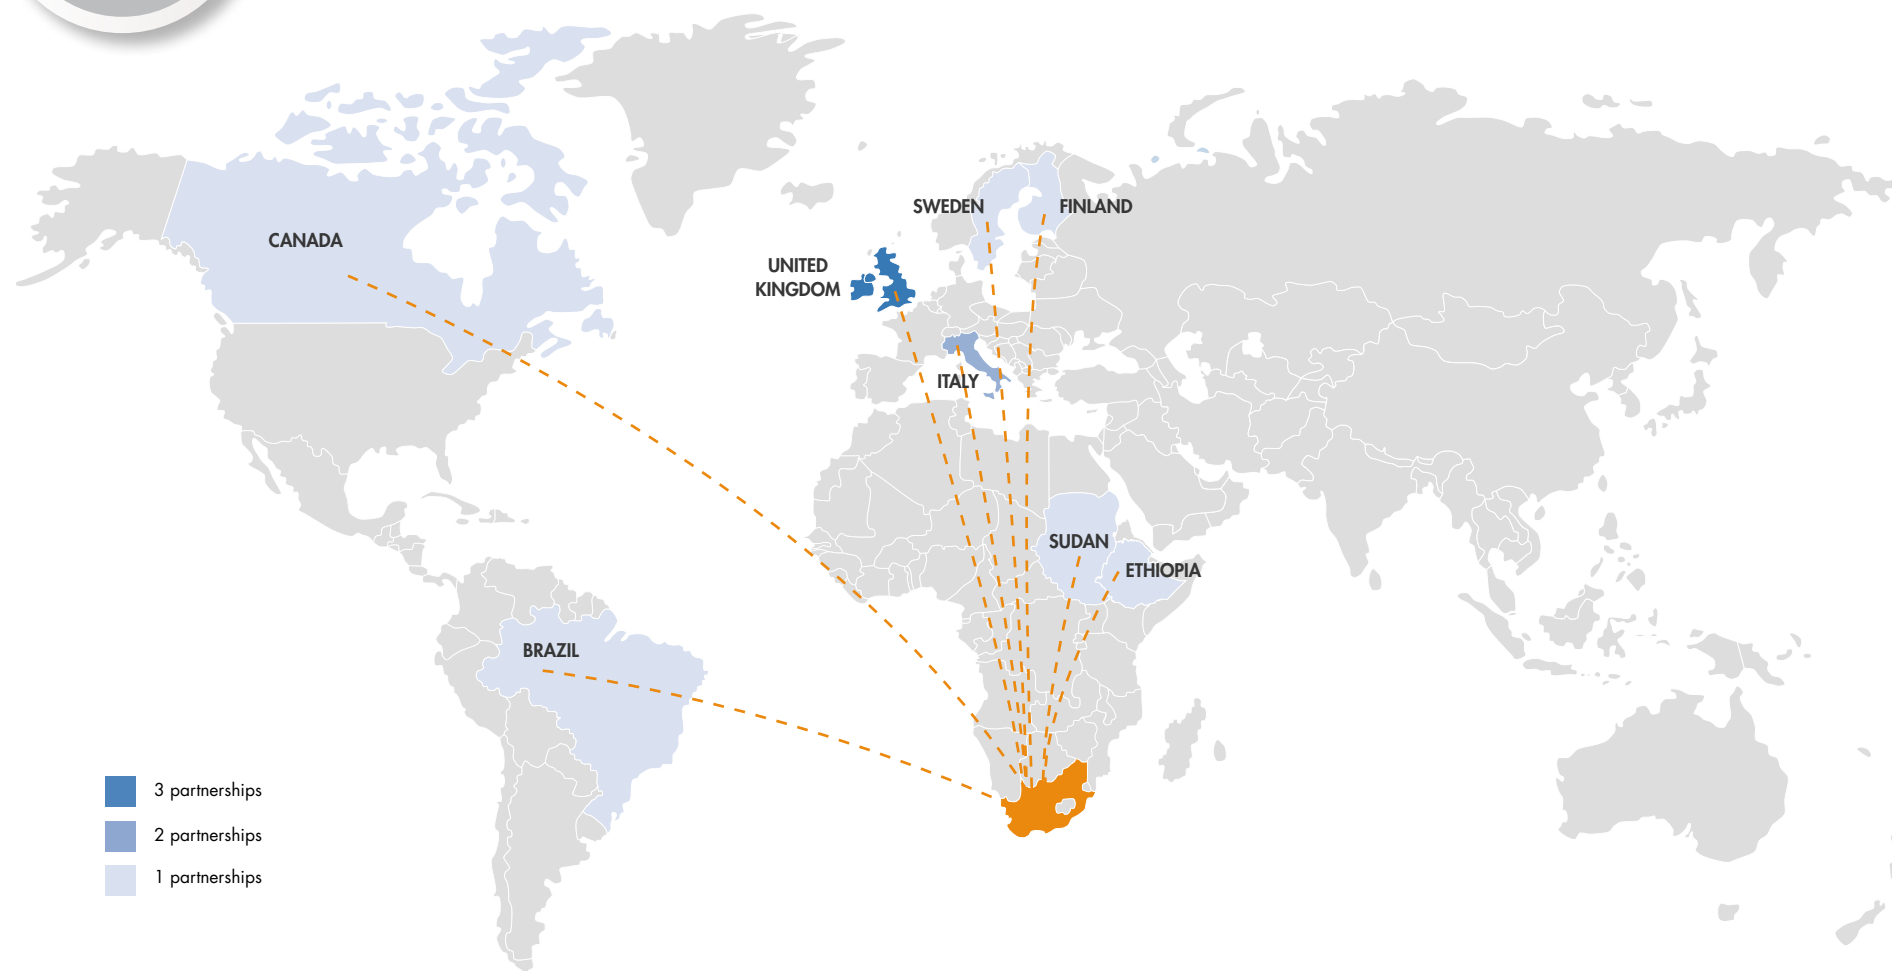 SWEDEN
FINLAND
CANADA
UNITED
KINGDOM
ITALY
SUDAN
ETHIOPIA
BRAZIL
3 partnerships
2 partnerships
1 partnerships